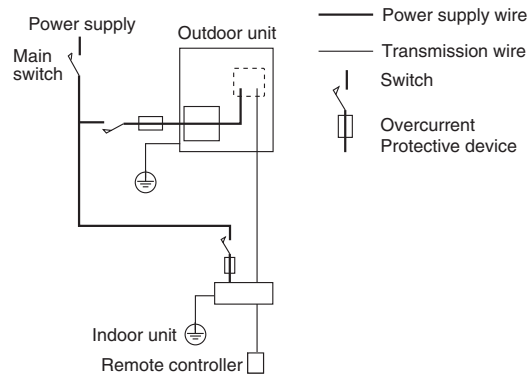 Power supply
Main
switch
Outdoor unit
Indoor unit
Remote controller
Power supply wire
Transmission wire
Switch
Overcurrent
Protective device